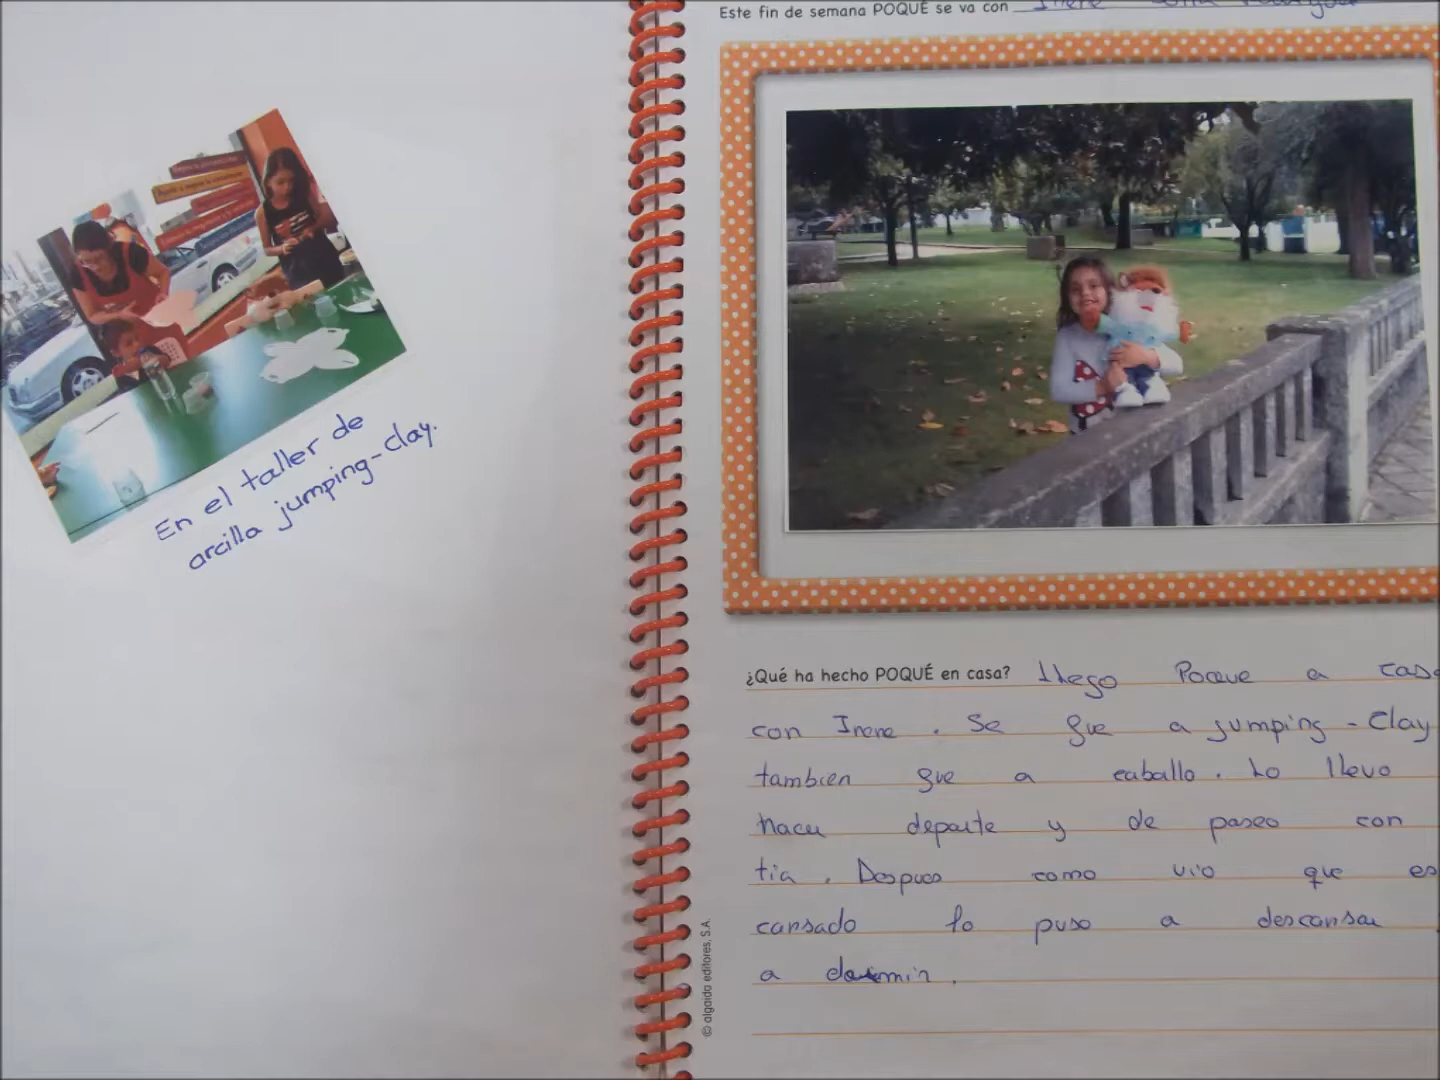 En el taller de
arcilla jumping-clay.
Este fin de semana POQUÉ se va con Irene
¿Qué ha hecho POQUÉ en casa? Llego Poque a casa
con Irene . Se fue a jumping - Clay
tambien fue a caballo . Lo llevo
hacer deporte y de paseo con
tia . Despues como vio que es
cansado lo puso a descansar
a dormir .
© algaida editores, S.A.